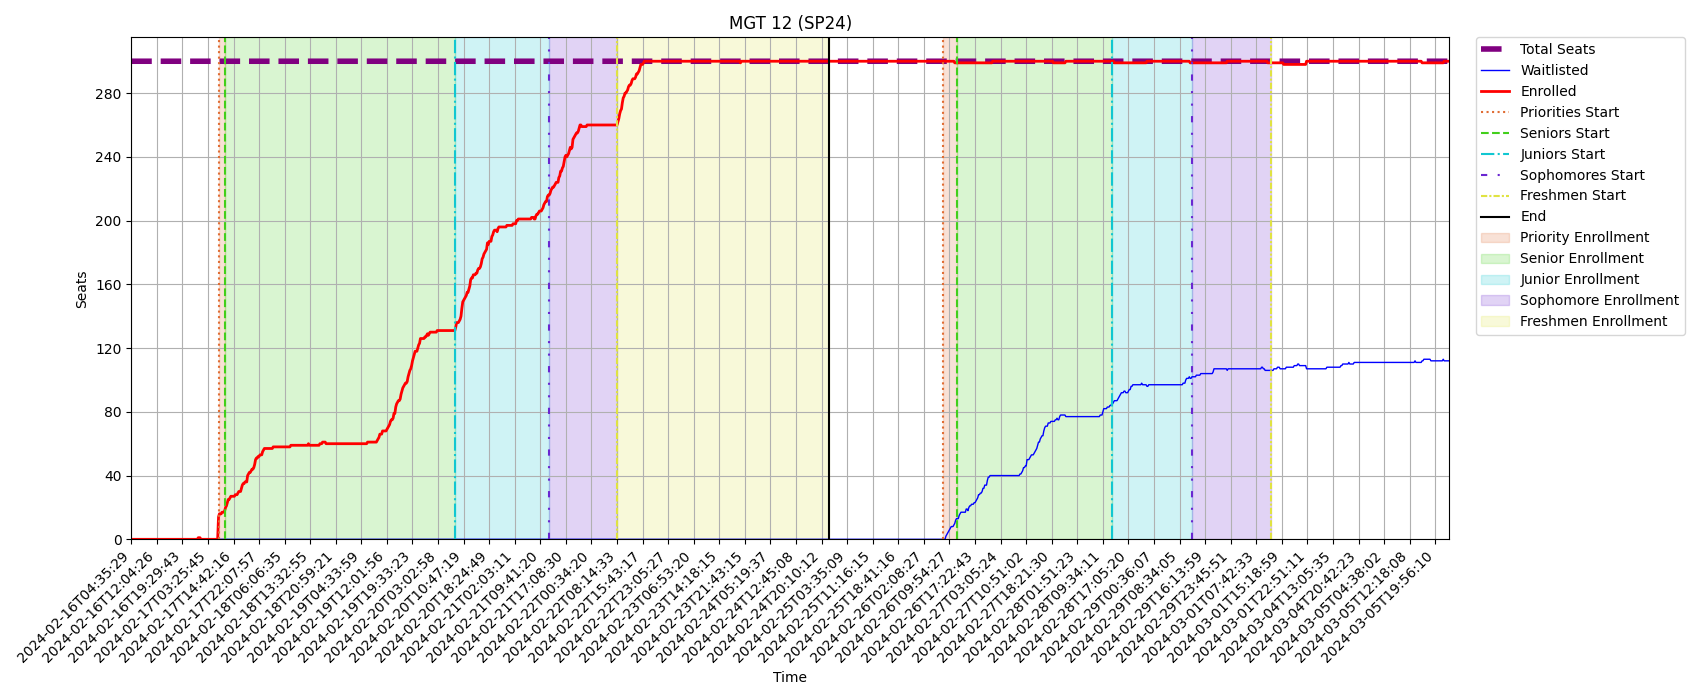 MGT 12 (SP24)
Total Seats
Waitlisted
Enrolled
Priorities Start
Seniors Start
Juniors Start
Sophomores Start
Freshmen Start
End
Priority Enrollment
Senior Enrollment
Junior Enrollment
Sophomore Enrollment
Freshmen Enrollment
Seats
280
240
200
160
120
80
40
0
2024-02-16T04:35:29
2024-02-16T12:04:26
2024-02-16T19:29:43
2024-02-17T03:25:45
2024-02-17T14:42:16
2024-02-17T22:07:57
2024-02-18T06:06:35
2024-02-18T13:32:55
2024-02-18T20:59:21
2024-02-19T04:33:59
2024-02-19T12:01:56
2024-02-19T19:33:23
2024-02-20T03:02:58
2024-02-20T10:47:19
2024-02-20T18:24:49
2024-02-21T02:03:11
2024-02-21T09:41:20
2024-02-21T17:08:30
2024-02-22T00:34:20
2024-02-22T08:14:33
2024-02-22T15:43:17
2024-02-22T23:05:27
2024-02-23T06:53:20
2024-02-23T14:18:15
2024-02-23T21:43:15
2024-02-24T05:19:37
2024-02-24T12:45:08
2024-02-24T20:10:12
2024-02-25T03:35:09
2024-02-25T11:16:15
2024-02-25T18:41:16
2024-02-26T02:08:27
2024-02-26T09:54:27
2024-02-26T17:22:43
2024-02-27T03:05:24
2024-02-27T10:51:02
2024-02-27T18:21:30
2024-02-28T01:51:23
2024-02-28T09:34:11
2024-02-28T17:05:20
2024-02-29T00:36:07
2024-02-29T08:34:05
2024-02-29T16:13:59
2024-02-29T23:45:51
2024-03-01T07:42:33
2024-03-01T15:18:59
2024-03-01T22:51:11
2024-03-04T13:05:35
2024-03-04T20:42:23
2024-03-05T04:38:02
2024-03-05T12:18:08
2024-03-05T19:56:10
Time